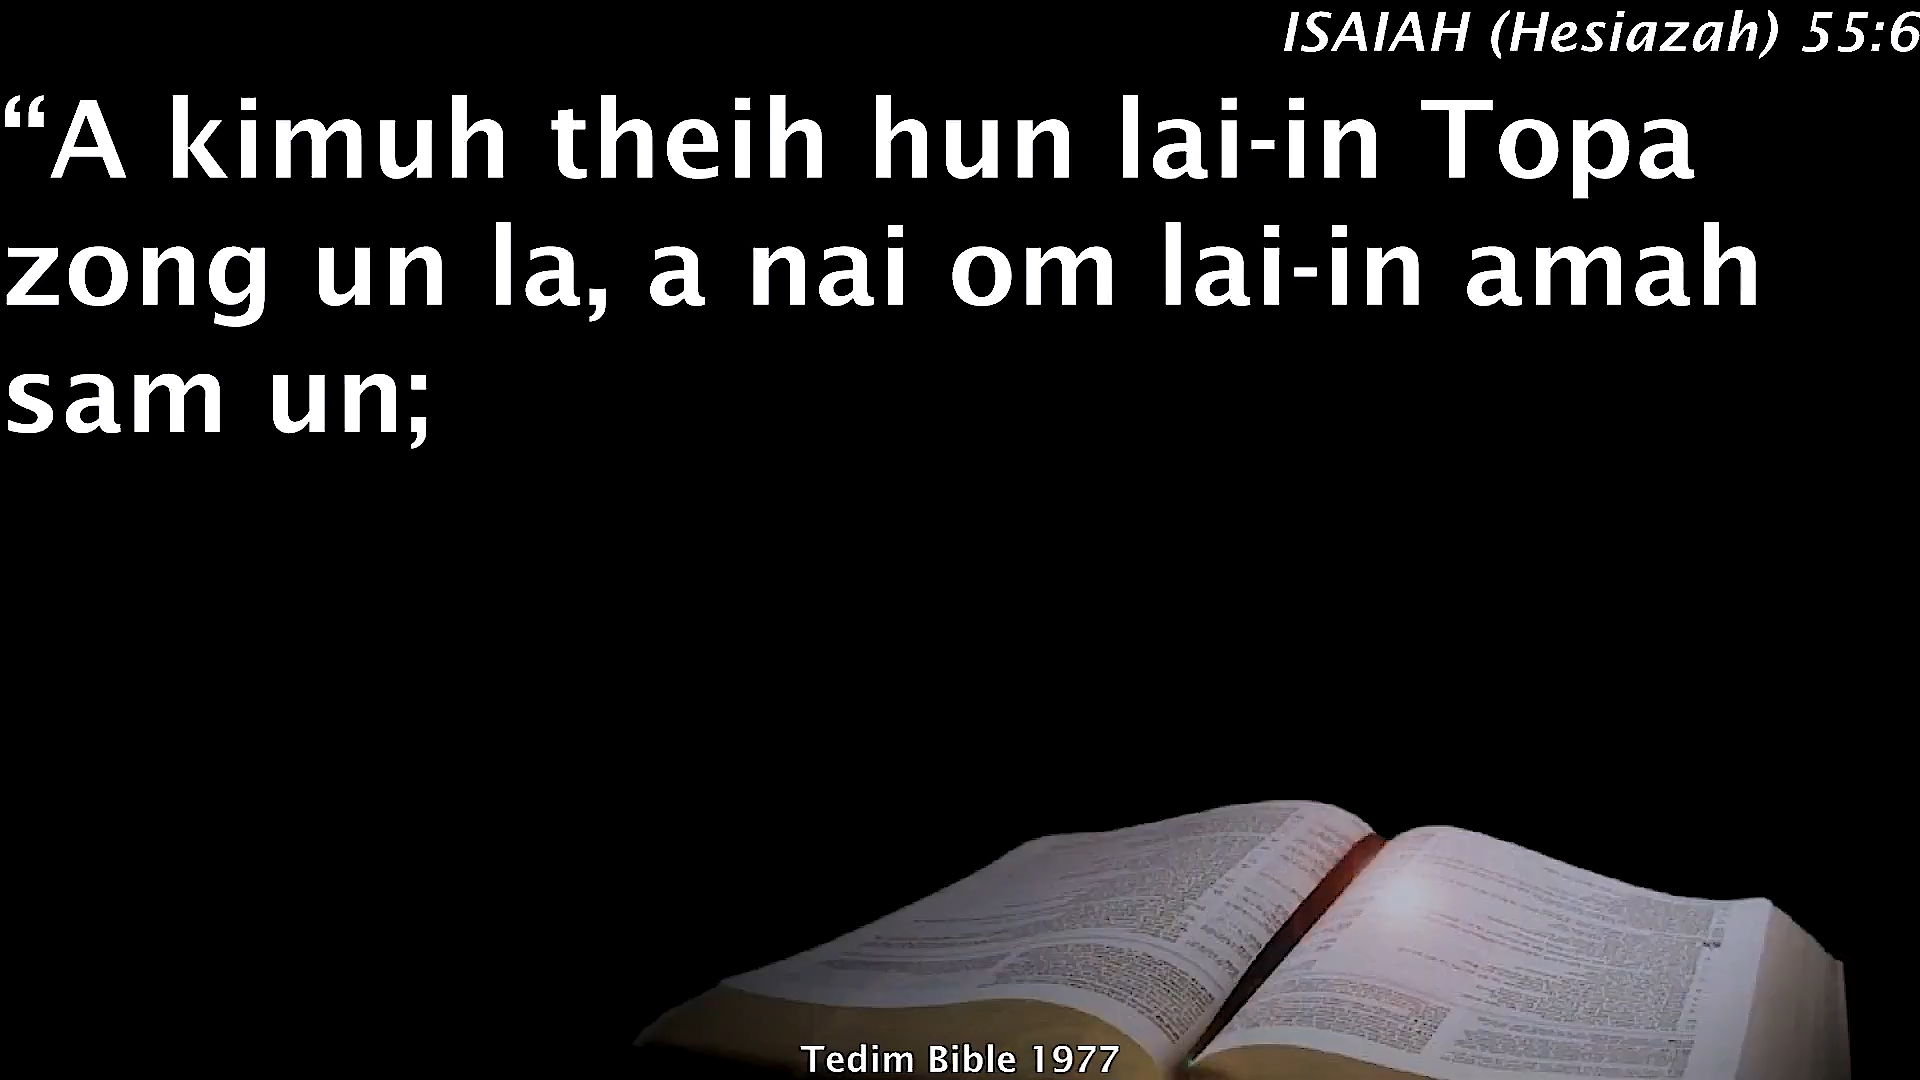 ISAIAH (Hesiazah) 55:6
“A kimuh theih hun lai-in Topa
zong un la, a nai om lai-in amah
sam un;
Tedim Bible 1977